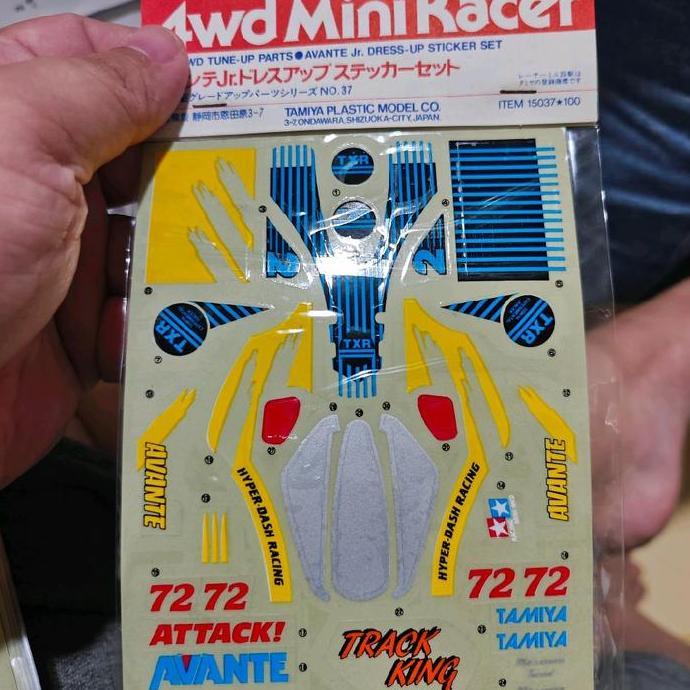 4wd Mini Racer
4WD TUNE-UP PARTS●AVANTE Jr. DRESS-UP STICKER SET
ンテJr.ドレスアップステッカーセット
グレードアップパーツシリーズ NO.37
静岡市恩田原3-7
TAMIYA PLASTIC MODEL CO.
3-7,ONDAWARA,SHIZUOKA-CITY, JAPAN.
ITEM 15037★100
TXR
2
2
TXR
TXR
TXR
AVANTE
AVANTE
HYPER-DASH RACING
HYPER-DASH RACING
72 72
72 72
ATTACK!
AVANTE
TRACK KING
TAMIYA
TAMIYA